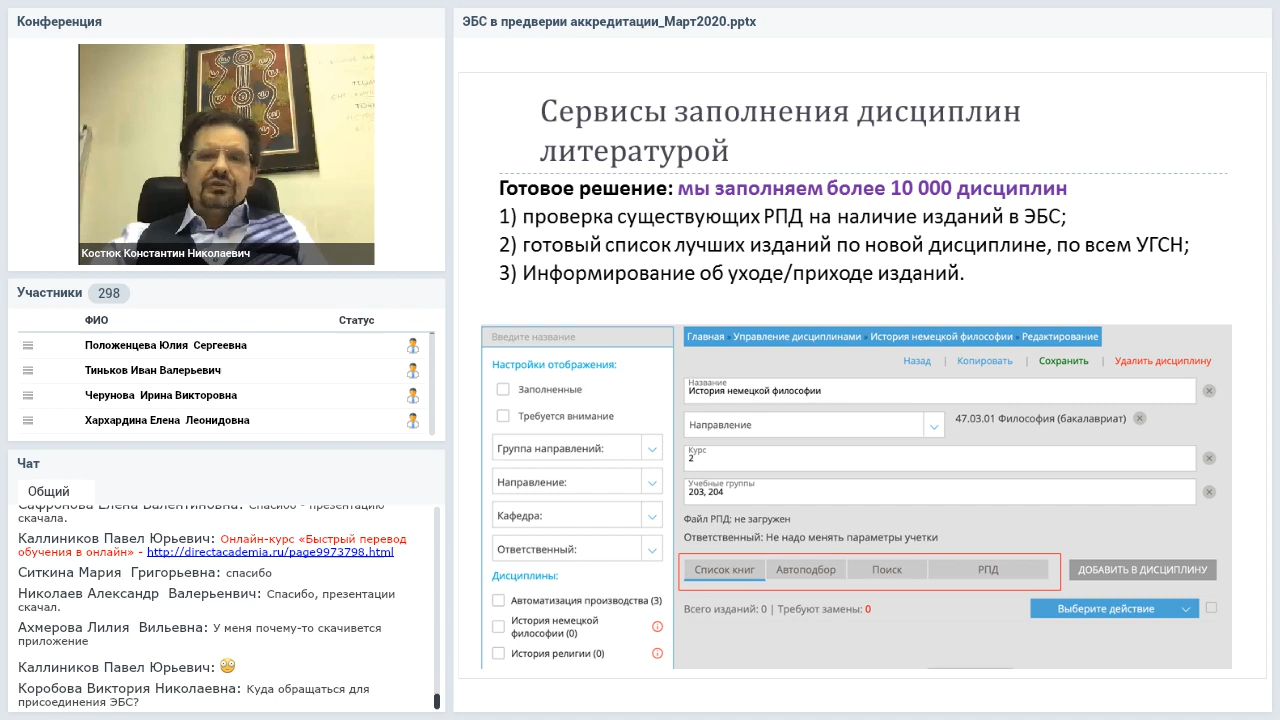 Конференция
Костюк Константин Николаевич
Участники 298
ФИО Статус
Положенцева Юлия Сергеевна
Тиньков Иван Валерьевич
Черунова Ирина Викторовна
Хархардина Елена Леонидовна
Чат
Общий
Сафронова Елена Валентиновна: Спасибо - презентацию
скачала.
Каллиников Павел Юрьевич: Онлайн-курс «Быстрый перевод
обучения в онлайн» - http://directacademia.ru/page9973798.html
Ситкина Мария Григорьевна: спасибо
Николаев Александр Валерьенвич: Спасибо, презентации
скачал.
Ахмерова Лилия Вильевна: У меня почему-то скачивется
приложение
Каллиников Павел Юрьевич:
Коробова Виктория Николаевна: Куда обращаться для
присоединения ЭБС?
ЭБС в предверии аккредитации_Март2020.pptx
Сервисы заполнения дисциплин
литературой
Готовое решение: мы заполняем более 10 000 дисциплин
1) проверка существующих РПД на наличие изданий в ЭБС;
2) готовый список лучших изданий по новой дисциплине, по всем УГСН;
3) Информирование об уходе/приходе изданий.
Введите название
Настройки отображения:
Заполненные
Требуется внимание
Группа направлений:
Направление:
Кафедра:
Ответственный:
Дисциплины:
Автоматизация производства (3)
История немецкой
философии (0)
История религии (0)
Главная » Управление дисциплинами » История немецкой философии » Редактирование
Назад | Копировать | Сохранить | Удалить дисциплину
Название
История немецкой философии
Направление 47.03.01 Философия (бакалавриат)
Курс
2
Учебные группы
203, 204
Файл РПД: не загружен
Ответственный: Не надо менять параметры учетки
Список книг Автоподбор Поиск РПД ДОБАВИТЬ В ДИСЦИПЛИНУ
Всего изданий: 0 | Требуют замены: 0 Выберите действие